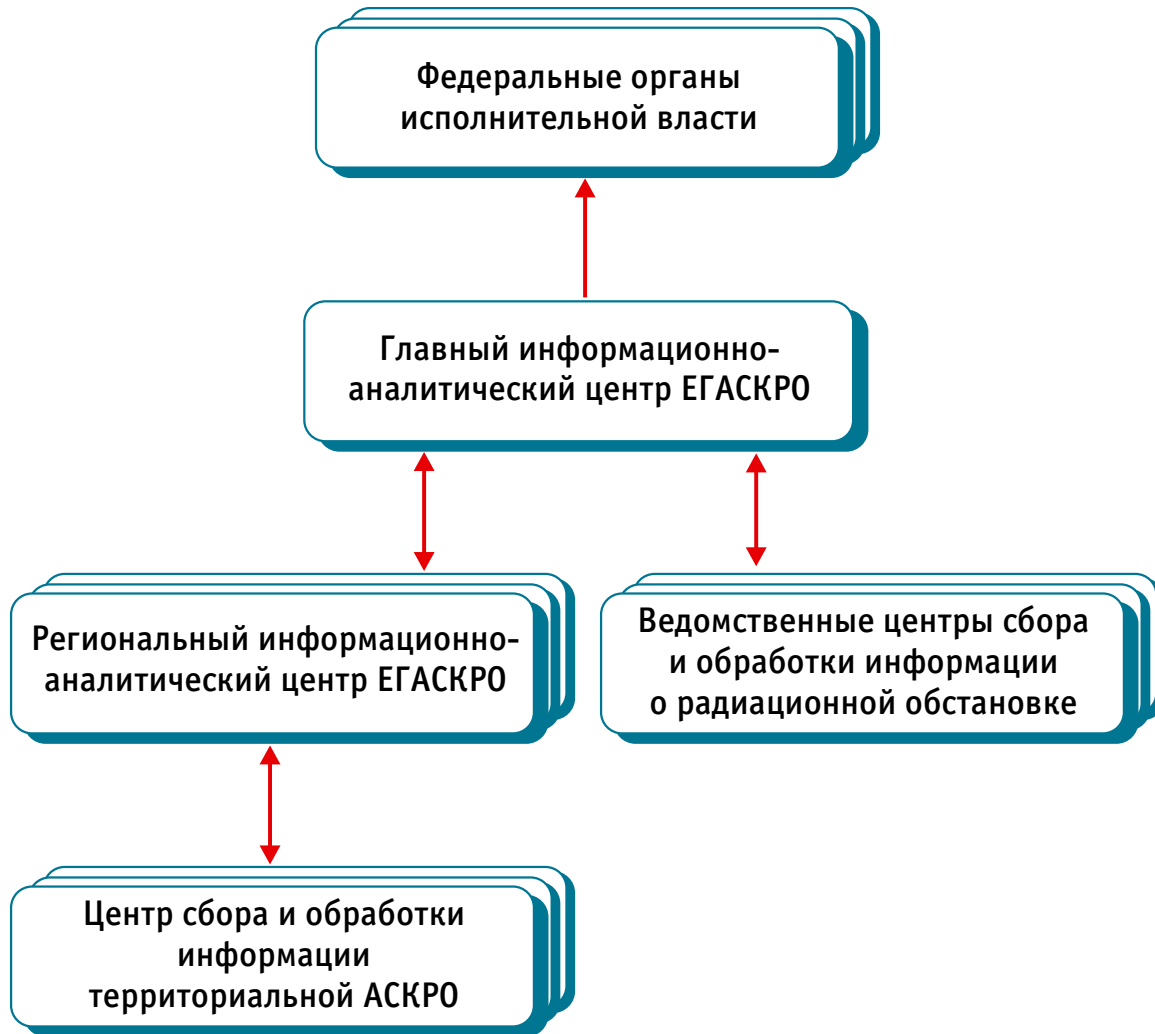 Федеральные органы
исполнительной власти
Главный информационно-
аналитический центр ЕГАСКРО
Региональный информационно-
аналитический центр ЕГАСКРО
Ведомственные центры сбора
и обработки информации
о радиационной обстановке
Центр сбора и обработки
информации
территориальной АСКРО